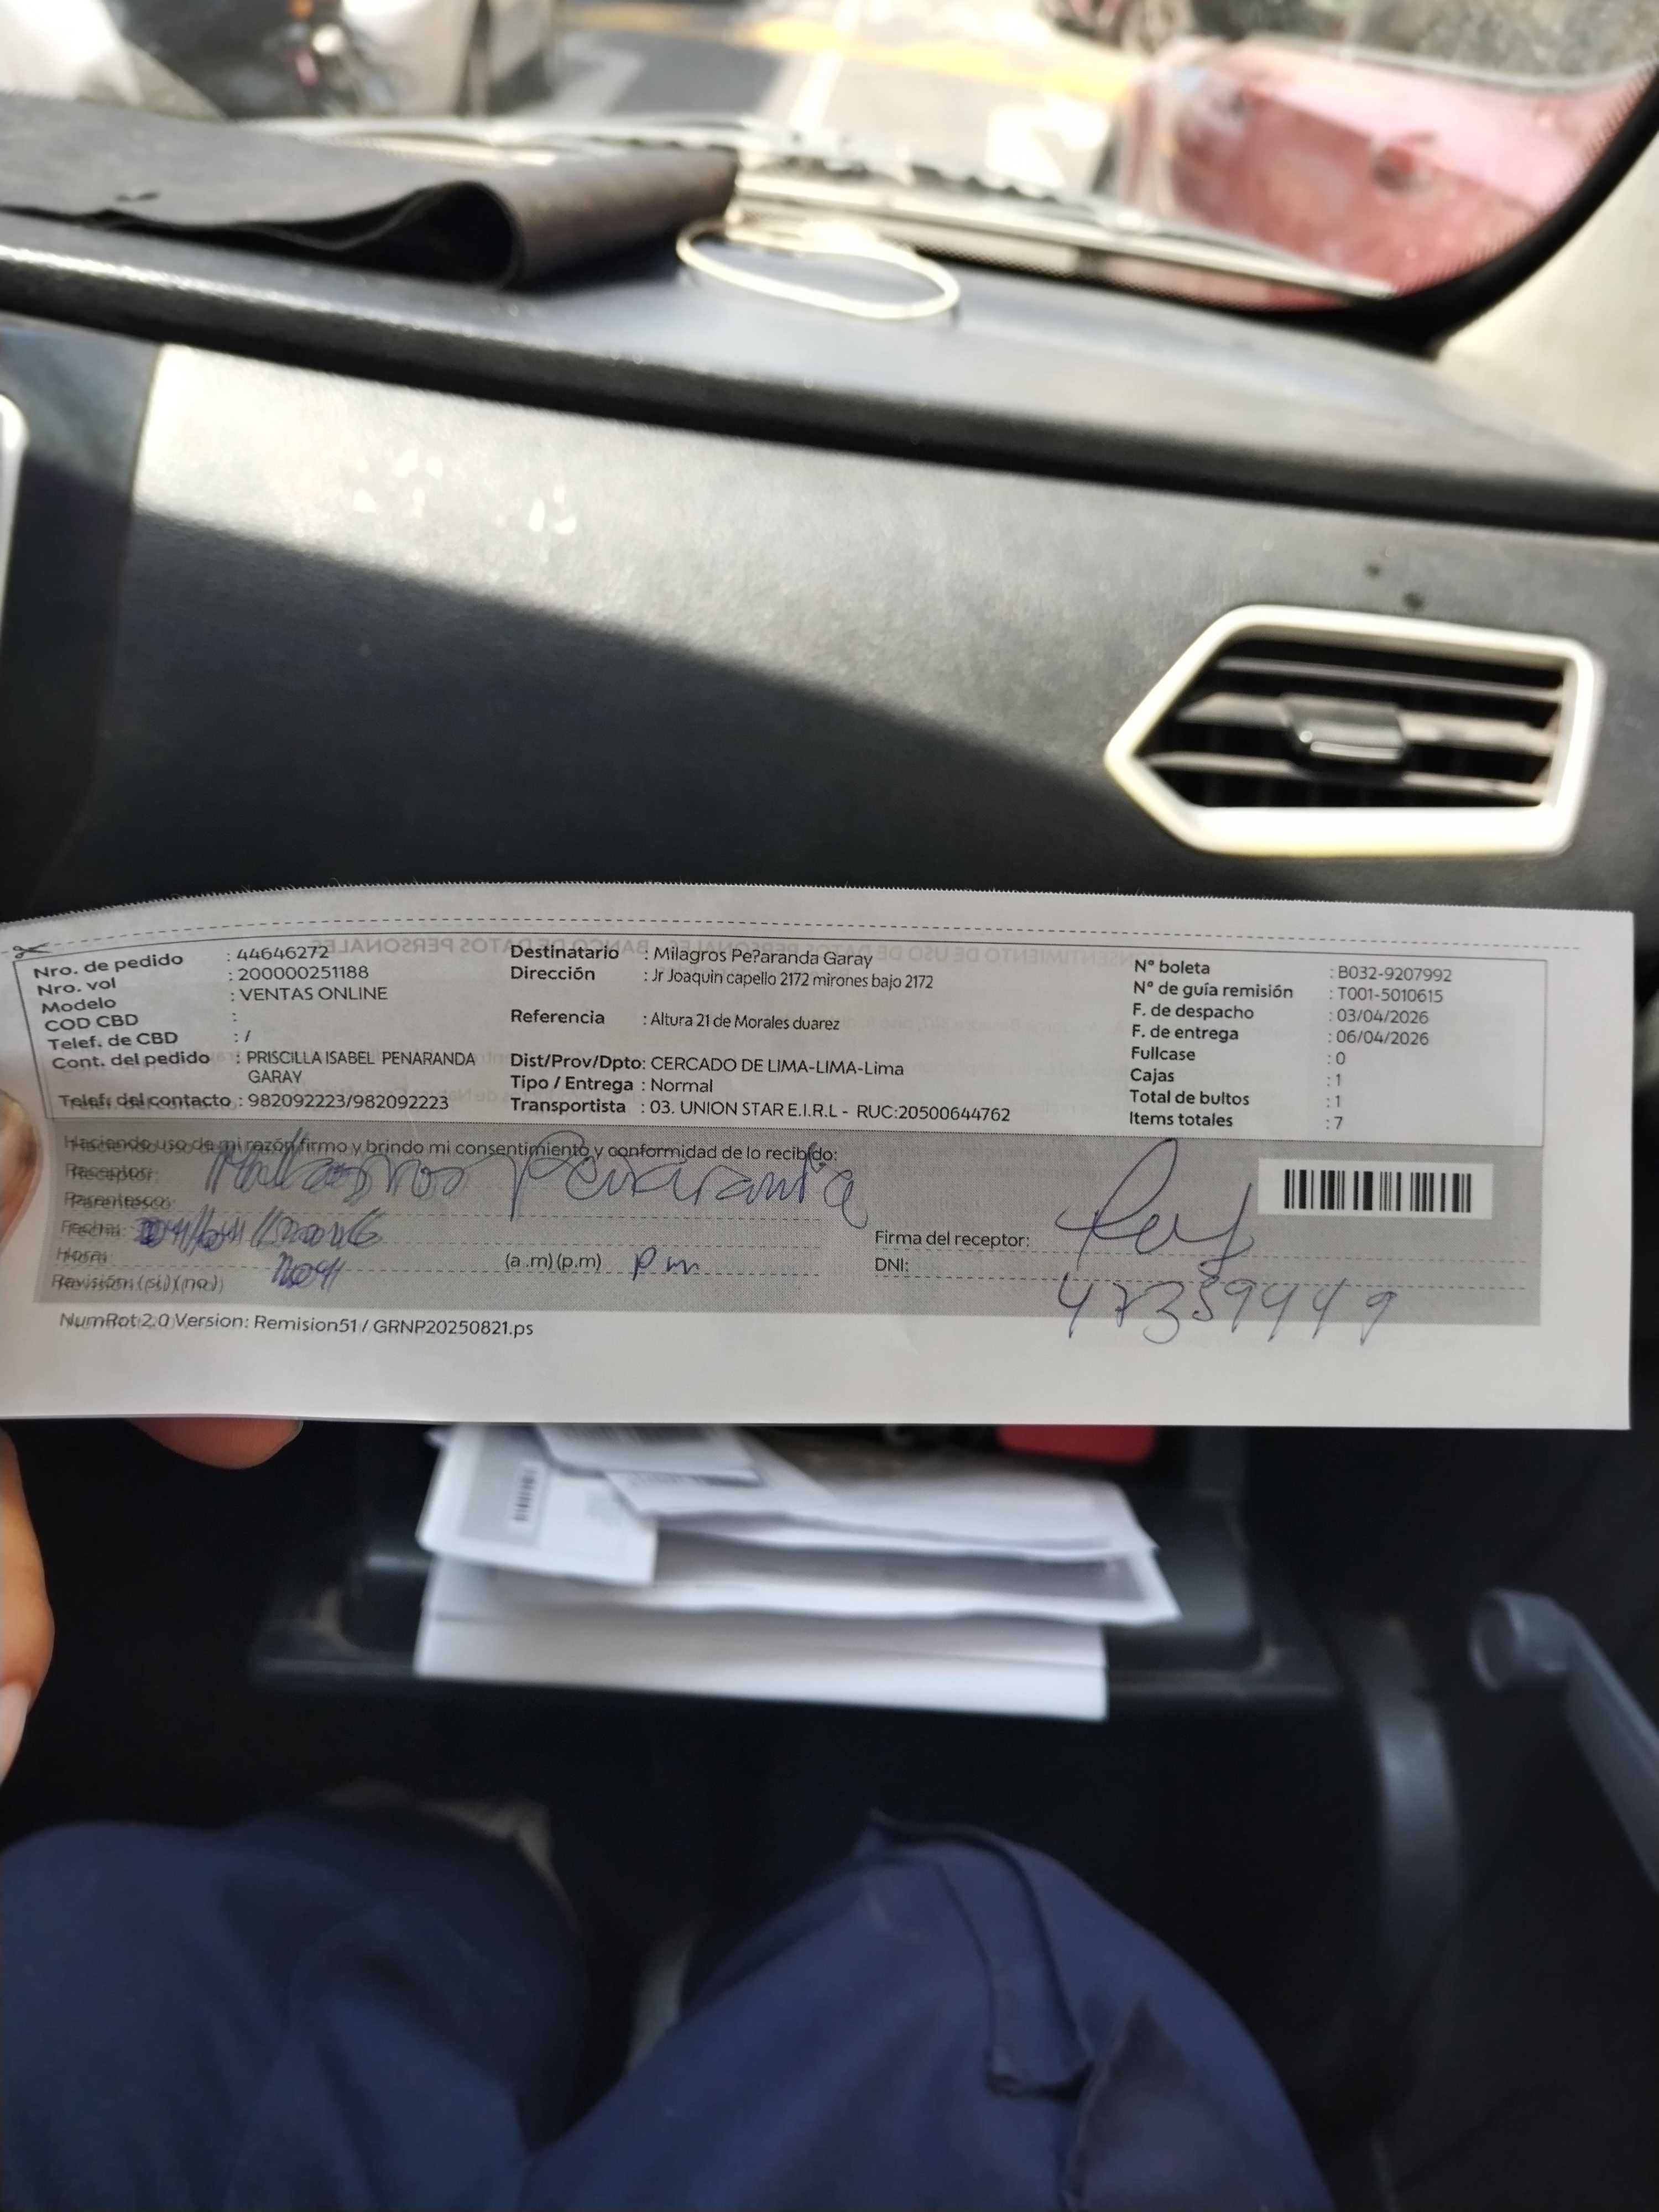 Nro. de pedido : 44646272
Nro. vol : 200000251188
Modelo : VENTAS ONLINE
COD CBD :
Telef. de CBD : /
Cont. del pedido : PRISCILLA ISABEL PENARANDA
GARAY
Telef. del contacto : 982092223/982092223
Destinatario : Milagros Pe?aranda Garay
Dirección : Jr Joaquin capello 2172 mirones bajo 2172
Referencia : Altura 21 de Morales duarez
Dist/Prov/Dpto: CERCADO DE LIMA-LIMA-Lima
Tipo / Entrega : Normal
Transportista : 03. UNION STAR E.I.R.L - RUC:20500644762
N° boleta : B032-9207992
N° de guía remisión : T001-5010615
F. de despacho : 03/04/2026
F. de entrega : 06/04/2026
Fullcase : 0
Cajas : 1
Total de bultos : 1
Items totales : 7
Haciendo uso de mi razón firmo y brindo mi consentimiento y conformidad de lo recibido:
Receptor: Milagros Penaranda
Parentesco:
Fecha:
Hora: (a.m) (p.m) pm
Revisión (si) (no)
Firma del receptor:
DNI: 47359449
NumRot 2.0 Version: Remision51 / GRNP20250821.ps